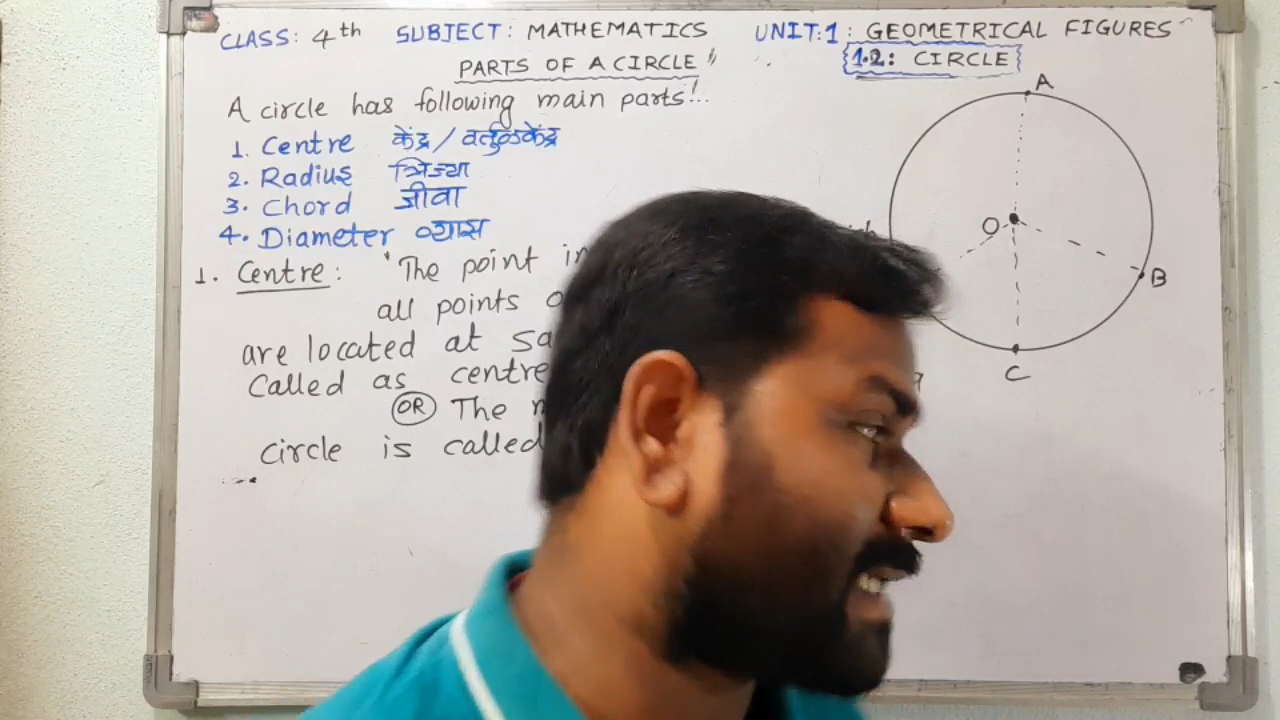 CLASS: 4th SUBJECT: MATHEMATICS UNIT:1: GEOMETRICAL FIGURES
PARTS OF A CIRCLE"
1.2: CIRCLE
A circle has following main parts!..
1. Centre केंद्र / वर्तुळकेंद्र
2. Radius त्रिज्या
3. Chord जीवा
4. Diameter व्यास
1. Centre: "The point in
all points
are located at
Called as centre
OR The
circle is called
A
O
B
C